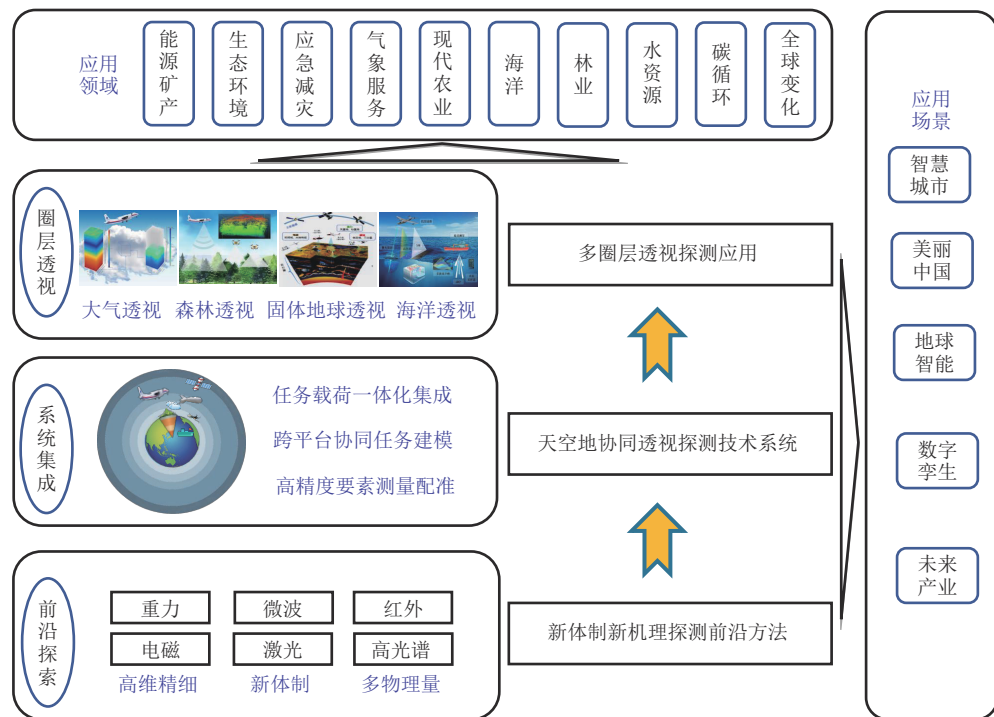 应用
领域
能源矿产
生态环境
应急减灾
气象服务
现代农业
海洋
林业
水资源
碳循环
全球变化
圈层透视
大气透视
森林透视
固体地球透视
海洋透视
多圈层透视探测应用
系统集成
任务载荷一体化集成
跨平台协同任务建模
高精度要素测量配准
天空地协同透视探测技术系统
前沿探索
重力
微波
红外
电磁
激光
高光谱
高维精细
新体制
多物理量
新体制新机理探测前沿方法
应用
场景
智慧
城市
美丽
中国
地球
智能
数字
孪生
未来
产业